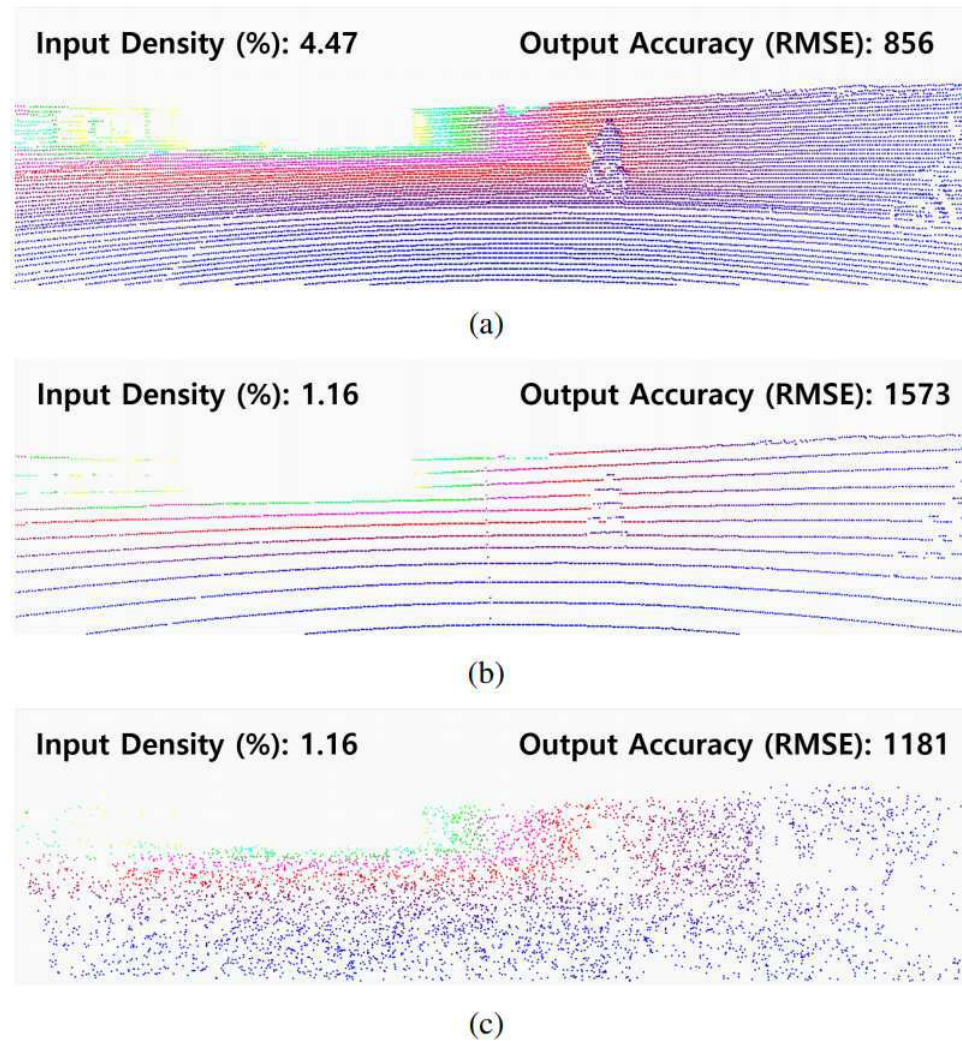 Input Density (%): 4.47 Output Accuracy (RMSE): 856
(a)
Input Density (%): 1.16 Output Accuracy (RMSE): 1573
(b)
Input Density (%): 1.16 Output Accuracy (RMSE): 1181
(c)